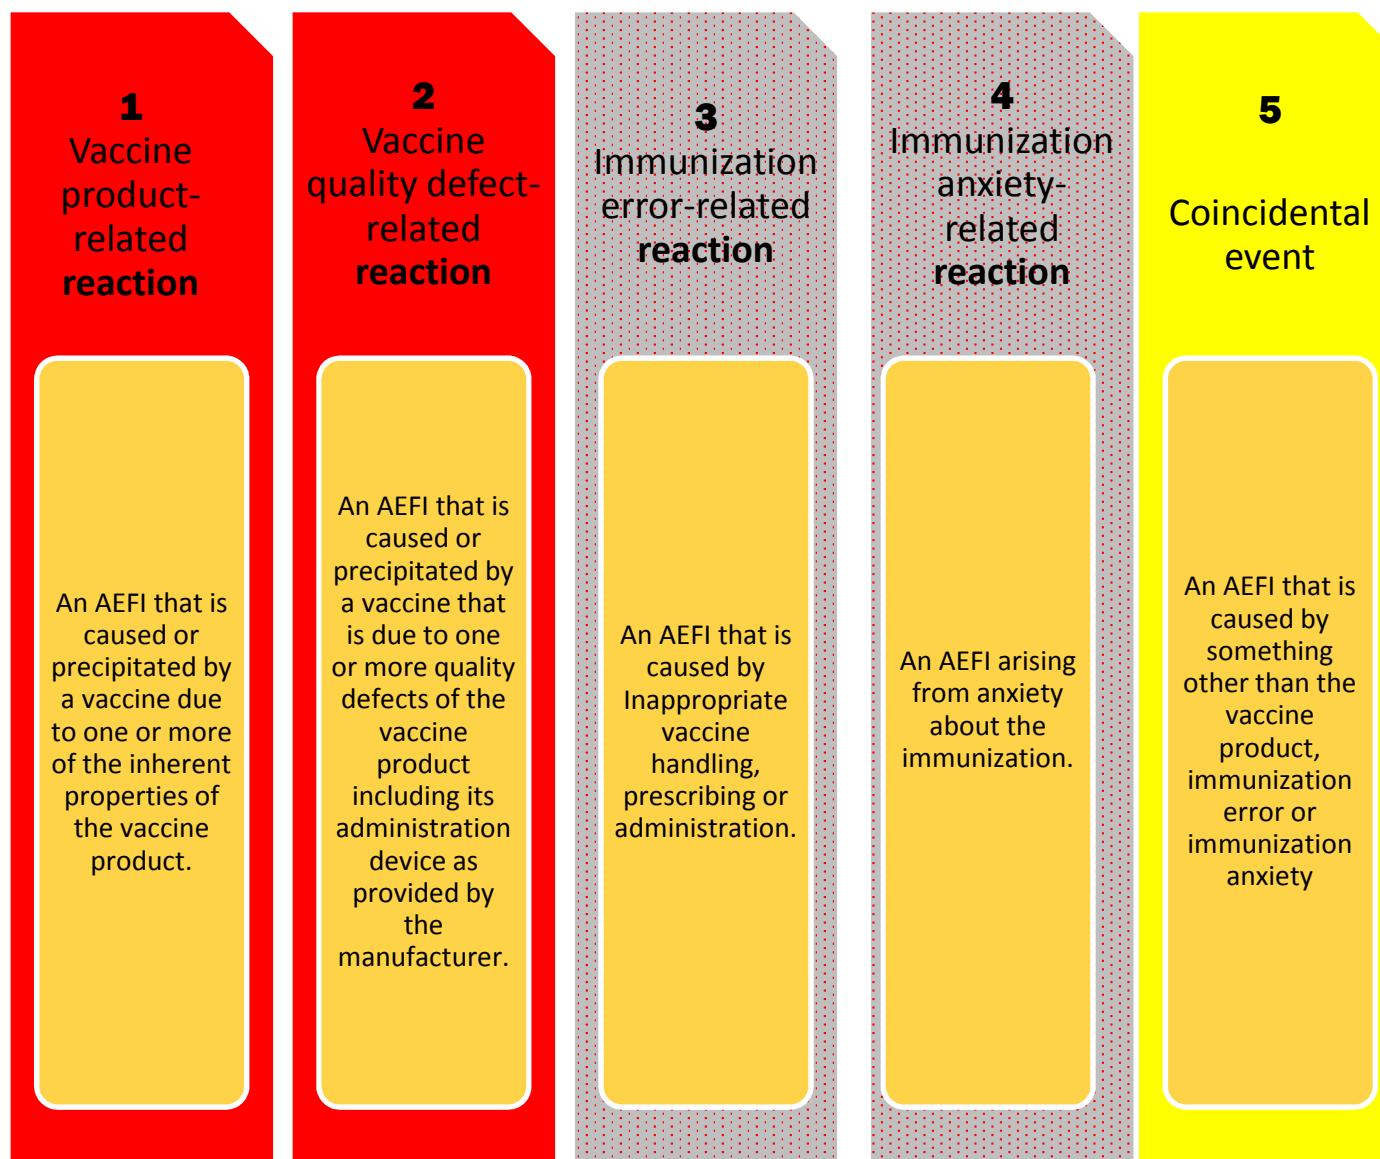 1
Vaccine
product-
related
reaction
An AEFI that is
caused or
precipitated by
a vaccine due
to one or more
of the inherent
properties of
the vaccine
product.
2
Vaccine
quality defect-
related
reaction
An AEFI that is
caused or
precipitated by
a vaccine that
is due to one
or more quality
defects of the
vaccine
product
including its
administration
device as
provided by
the
manufacturer.
3
Immunization
error-related
reaction
An AEFI that is
caused by
Inappropriate
vaccine
handling,
prescribing or
administration.
4
Immunization
anxiety-
related
reaction
An AEFI arising
from anxiety
about the
immunization.
5
Coincidental
event
An AEFI that is
caused by
something
other than the
vaccine
product,
immunization
error or
immunization
anxiety